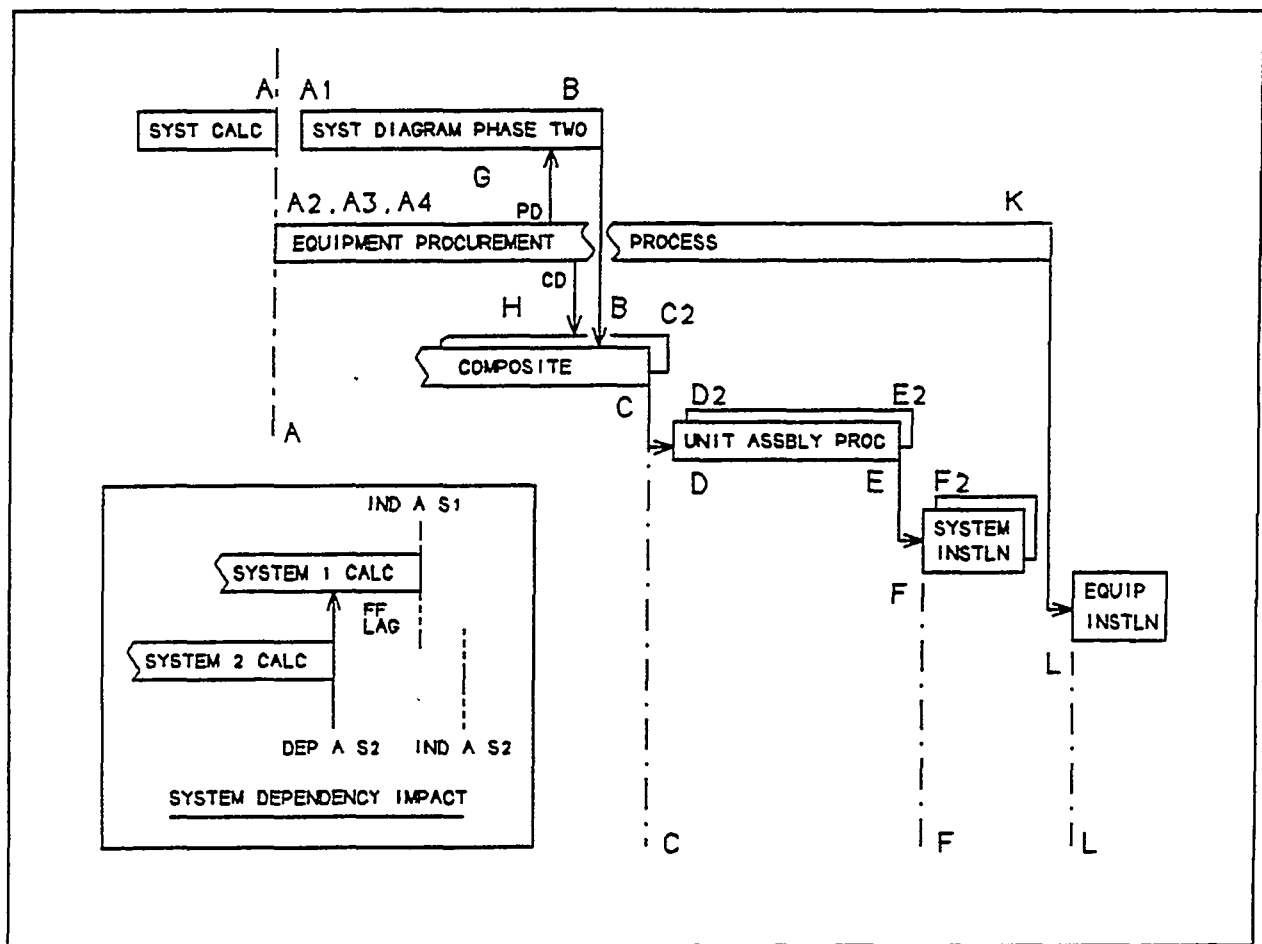 A A1 B
SYST CALC SYST DIAGRAM PHASE TWO
G
A2, A3, A4 PD K
EQUIPMENT PROCUREMENT PROCESS
CD
H B C2
COMPOSITE
C D2 E2
A
UNIT ASSBLY PROC
D E F2
IND A S1
SYSTEM
INSTLN
SYSTEM 1 CALC
F EQUIP
INSTLN
FF
LAG
SYSTEM 2 CALC
L
DEP A S2 IND A S2
SYSTEM DEPENDENCY IMPACT
C F L